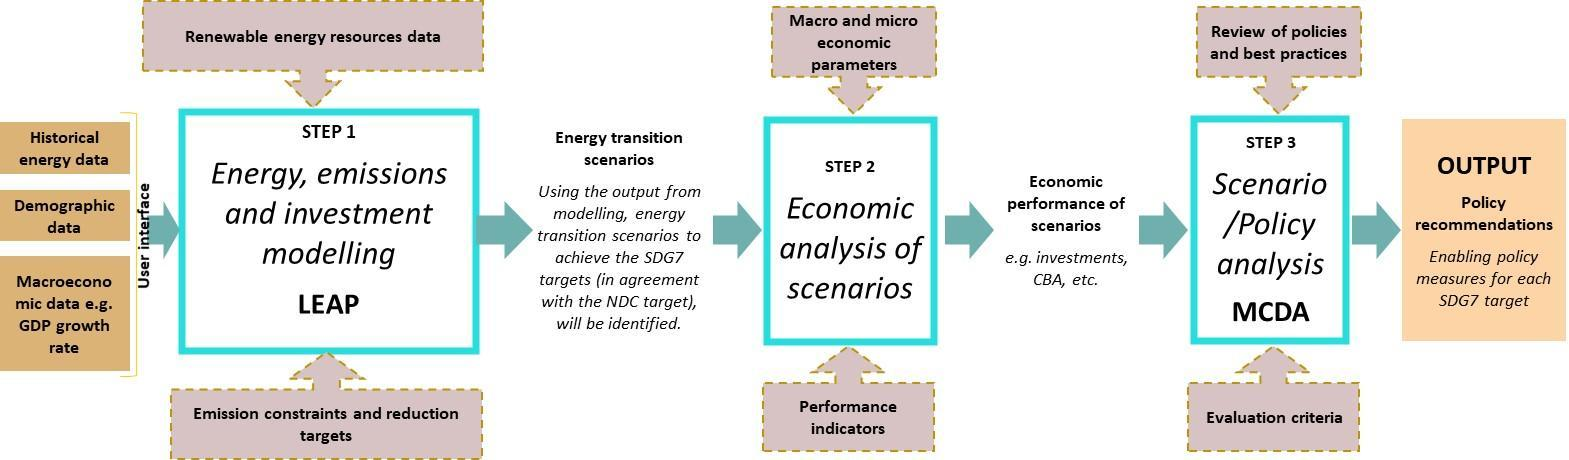 Renewable energy resources data
Macro and micro
economic
parameters
Review of policies
and best practices
Historical
energy data
Demographic
data
Macroecono
mic data e.g.
GDP growth
rate
User interface
STEP 1
Energy, emissions
and investment
modelling
LEAP
Emission constraints and reduction
targets
Energy transition
scenarios
Using the output from
modelling, energy
transition scenarios to
achieve the SDG7
targets (in agreement
with the NDC target),
will be identified.
STEP 2
Economic
analysis of
scenarios
Performance
indicators
Economic
performance of
scenarios
e.g. investments,
CBA, etc.
STEP 3
Scenario
/Policy
analysis
MCDA
Evaluation criteria
OUTPUT
Policy
recommendations
Enabling policy
measures for each
SDG7 target